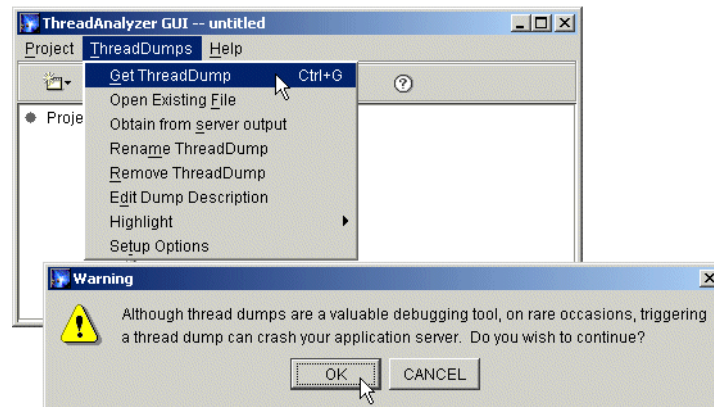 ThreadAnalyzer GUI -- untitled
Project ThreadDumps Help
Get ThreadDump Ctrl+G
Open Existing File
Proje
Obtain from server output
Rename ThreadDump
Remove ThreadDump
Edit Dump Description
Highlight
Setup Options
Warning
Although thread dumps are a valuable debugging tool, on rare occasions, triggering
a thread dump can crash your application server. Do you wish to continue?
OK CANCEL